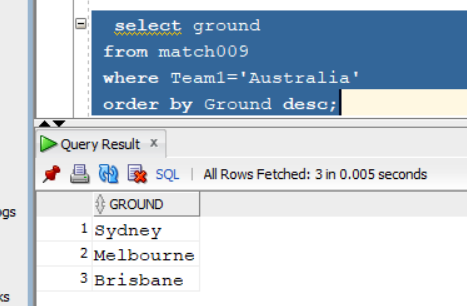 select ground
from match009
where Team1='Australia'
order by Ground desc;
Query Result x
SQL | All Rows Fetched: 3 in 0.005 seconds
GROUND
1 Sydney
2 Melbourne
3 Brisbane
ogs
ks